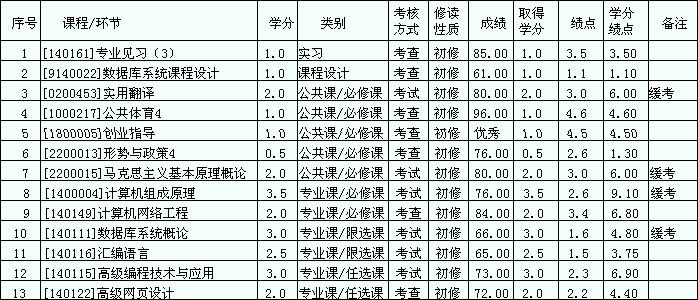 序号 课程/环节 学分 类别 考核方式 修读性质 成绩 取得学分 绩点 学分绩点 备注
1 [140161]专业见习（3） 1.0 实习 考查 初修 85.00 1.0 3.5 3.50
2 [9140022]数据库系统课程设计 1.0 课程设计 考查 初修 61.00 1.0 1.1 1.10
3 [0200453]实用翻译 2.0 公共课/必修课 考试 初修 80.00 2.0 3.0 6.00 缓考
4 [1000217]公共体育4 1.0 公共课/必修课 考查 初修 96.00 1.0 4.6 4.60
5 [1800005]创业指导 1.0 公共课/必修课 考查 初修 优秀 1.0 4.5 4.50
6 [2200013]形势与政策4 0.5 公共课/必修课 考查 初修 76.00 0.5 2.6 1.30
7 [2200015]马克思主义基本原理概论 2.0 公共课/必修课 考试 初修 80.00 2.0 3.0 6.00 缓考
8 [1400004]计算机组成原理 3.5 专业课/必修课 考试 初修 76.00 3.5 2.6 9.10 缓考
9 [140149]计算机网络工程 2.0 专业课/必修课 考查 初修 84.00 2.0 3.4 6.80
10 [140111]数据库系统概论 3.0 专业课/限选课 考试 初修 66.00 3.0 1.6 4.80 缓考
11 [140116]汇编语言 2.5 专业课/限选课 考试 初修 65.00 2.5 1.5 3.75
12 [140115]高级编程技术与应用 3.0 专业课/任选课 考试 初修 73.00 3.0 2.3 6.90
13 [140122]高级网页设计 2.0 专业课/任选课 考查 初修 72.00 2.0 2.2 4.40